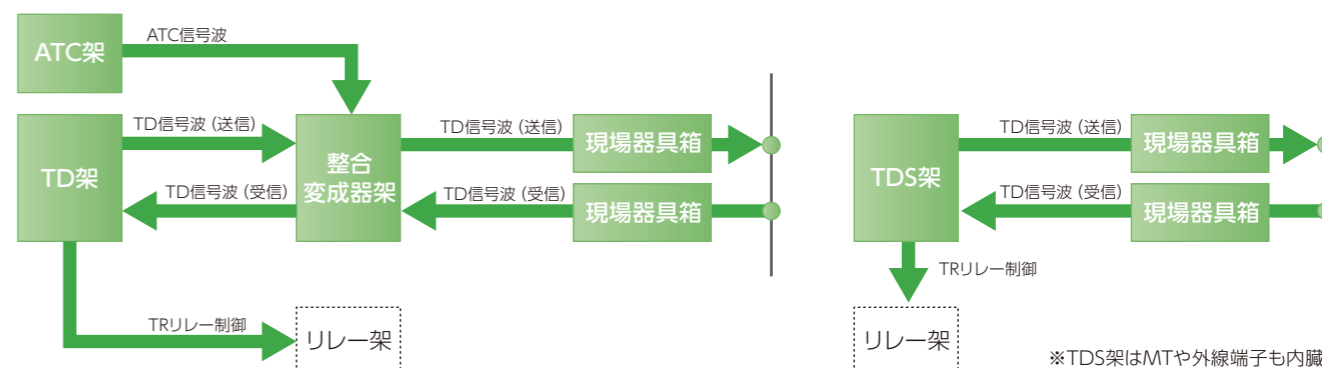 ATC架
ATC信号波
TD架
TD信号波 (送信)
TD信号波 (受信)
整合
変成器架
TD信号波 (送信)
現場器具箱
TD信号波 (受信)
現場器具箱
TRリレー制御
リレー架
TDS架
TD信号波 (送信)
現場器具箱
TD信号波 (受信)
現場器具箱
TRリレー制御
リレー架
※TDS架はMTや外線端子も内臓